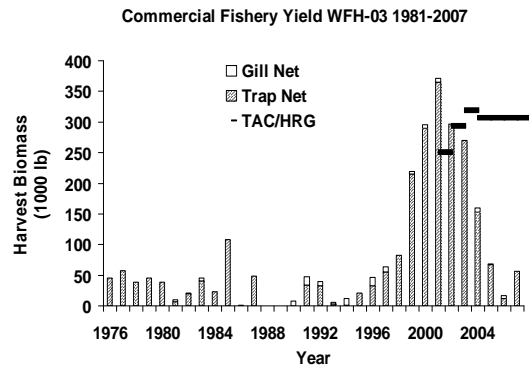 Commercial Fishery Yield WFH-03 1981-2007
Gill Net
Trap Net
TAC/HRG
Harvest Biomass
(1000 lb)
400
350
300
250
200
150
100
50
0
1976 1980 1984 1988 1992 1996 2000 2004
Year